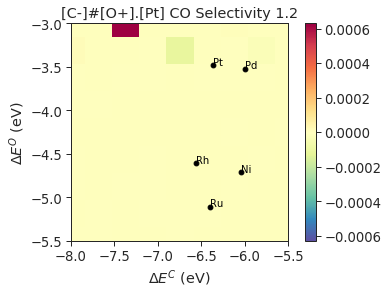 [C-]#[O+].[Pt] CO Selectivity 1.2
−3.0
−3.5
−4.0
−4.5
−5.0
−5.5
ΔE^O (eV)
Pt
Pd
Rh
Ni
Ru
−8.0 −7.5 −7.0 −6.5 −6.0 −5.5
ΔE^C (eV)
0.0006
0.0004
0.0002
0.0000
−0.0002
−0.0004
−0.0006